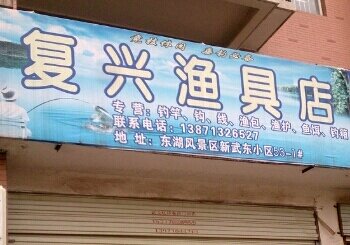 复兴渔具店
专营：钓竿、钩、线、渔包、渔护、鱼饵、钓箱
联系电话：13871326527
地址：东湖风景区新武东小区53-1#